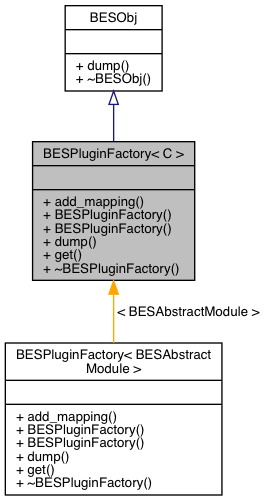 BESObj
+ dump()
+ ~BESObj()
BESPluginFactory< C >
+ add_mapping()
+ BESPluginFactory()
+ BESPluginFactory()
+ dump()
+ get()
+ ~BESPluginFactory()
< BESAbstractModule >
BESPluginFactory< BESAbstract
Module >
+ add_mapping()
+ BESPluginFactory()
+ BESPluginFactory()
+ dump()
+ get()
+ ~BESPluginFactory()